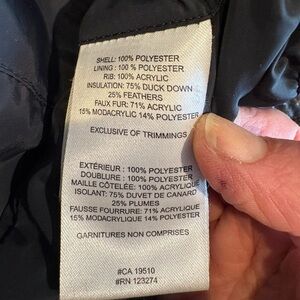 SHELL: 100% POLYESTER
LINING: 100% POLYESTER
RIB: 100% ACRYLIC
INSULATION: 75% DUCK DOWN
25% FEATHERS
FAUX FUR: 71% ACRYLIC
15% MODACRYLIC 14% POLYESTER
EXCLUSIVE OF TRIMMINGS
EXTÉRIEUR : 100% POLYESTER
DOUBLURE : 100% POLYESTER
MAILLE CÔTELÉE: 100% ACRYLIQUE
ISOLANT: 75% DUVET DE CANARD
25% PLUMES
FAUSSE FOURRURE: 71% ACRYLIQUE
15% MODACRYLIQUE 14% POLYESTER
GARNITURES NON COMPRISES
#CA 19510
#RN 123274